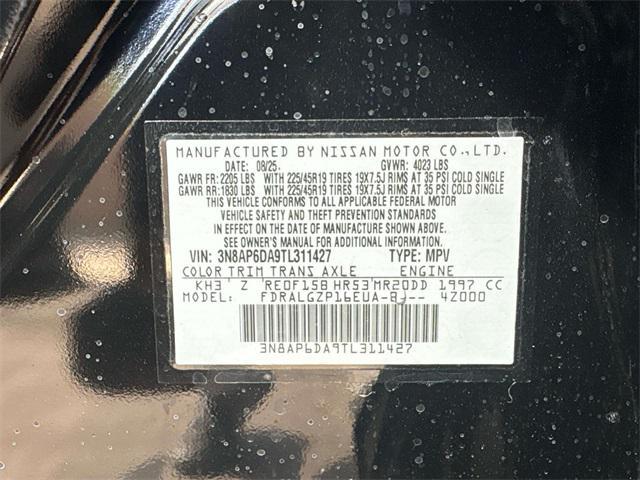 MANUFACTURED BY NISSAN MOTOR CO., LTD.
DATE: 08/25 GVWR: 4023 LBS
GAWR FR: 2205 LBS WITH 225/45R19 TIRES 19X7.5J RIMS AT 35 PSI COLD SINGLE
GAWR RR: 1830 LBS WITH 225/45R19 TIRES 19X7.5J RIMS AT 35 PSI COLD SINGLE
THIS VEHICLE CONFORMS TO ALL APPLICABLE FEDERAL MOTOR
VEHICLE SAFETY AND THEFT PREVENTION STANDARDS
IN EFFECT ON THE DATE OF MANUFACTURE SHOWN ABOVE.
SEE OWNER'S MANUAL FOR ADDITIONAL INFORMATION.
VIN: 3N8AP6DA9TL311427 TYPE: MPV
COLOR TRIM TRANS AXLE ENGINE
KH3 Z RE0F15B HR53 MR20DD 1997 CC
MODEL: FDRALGZP16EUA-BJ-- 4Z000
3N8AP6DA9TL311427